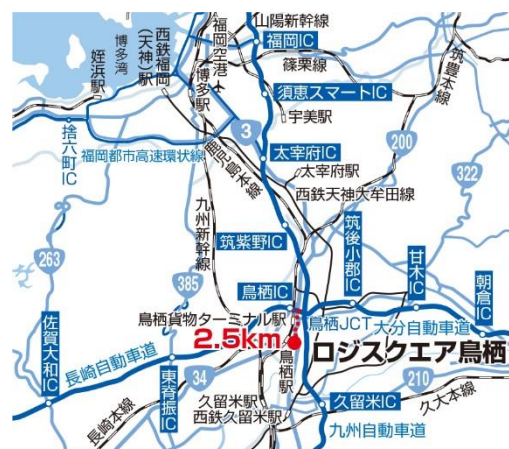 山陽新幹線
福岡IC
西鉄福岡
(天神)駅
博多湾
姪浜駅
福岡空港
博多駅
篠栗線
筑豊本線
須恵スマートIC
宇美駅
3
200
捨六町IC
福岡都市高速環状線
鹿児島本線
太宰府IC
太宰府駅
西鉄天神大牟田線
322
九州新幹線
筑紫野IC
筑後小郡IC
甘木IC
朝倉IC
263
385
鳥栖IC
鳥栖貨物ターミナル駅
鳥栖JCT
大分自動車道
2.5km
鳥栖駅
ロジスクエア鳥栖
佐賀大和IC
長崎自動車道
東脊振IC
34
210
長崎本線
久留米駅
西鉄久留米駅
久留米IC
久大本線
九州自動車道